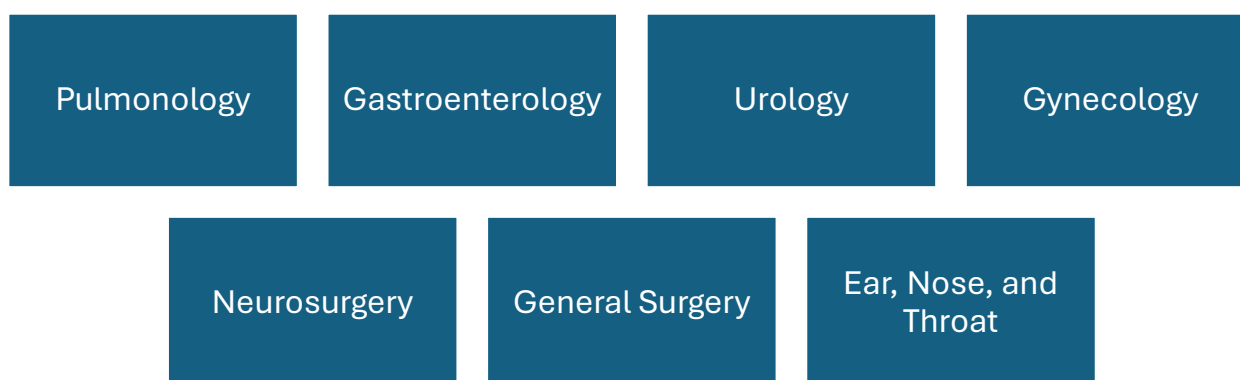 Pulmonology
Gastroenterology
Urology
Gynecology
Neurosurgery
General Surgery
Ear, Nose, and
Throat